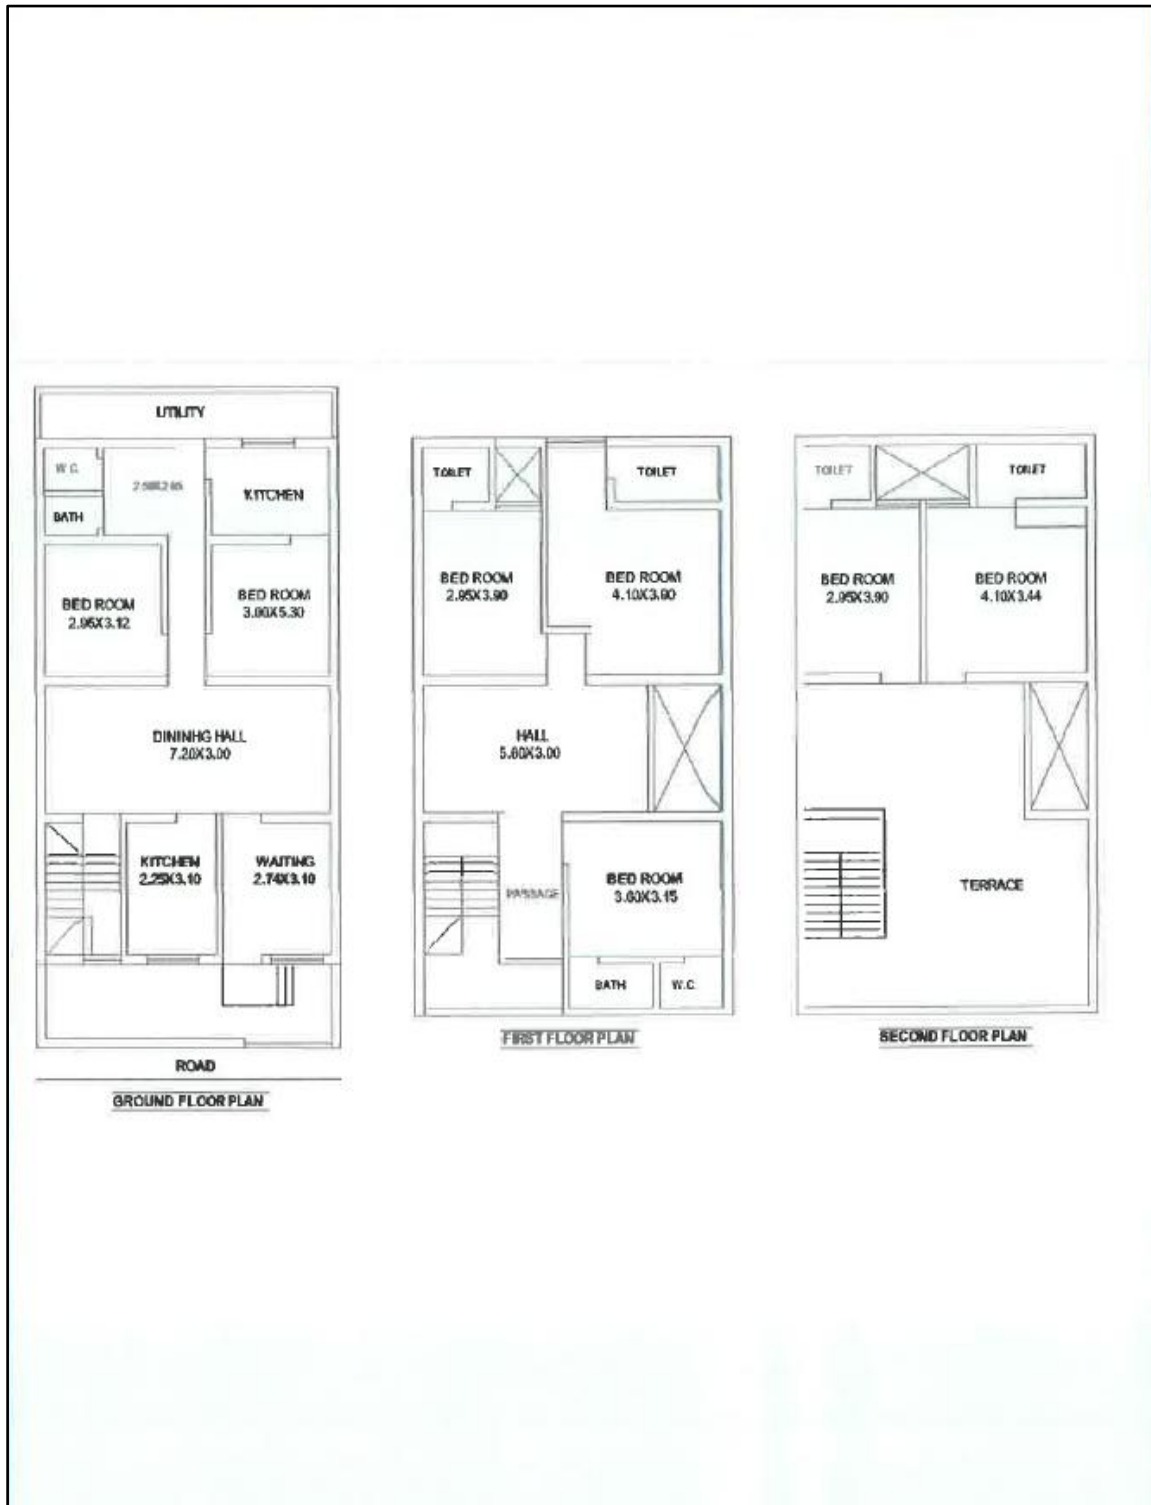 UTILITY
W.C.
KITCHEN
BATH
BED ROOM
2.95X3.12
BED ROOM
3.00X5.30
DININHG HALL
7.20X3.00
KITCHEN
2.25X3.10
WAITING
2.74X3.10
ROAD
GROUND FLOOR PLAN
TOILET
TOILET
BED ROOM
2.95X3.90
BED ROOM
4.10X3.90
HALL
5.60X3.00
PASSAGE
BED ROOM
3.60X3.15
BATH
W.C.
FIRST FLOOR PLAN
TOILET
TOILET
BED ROOM
2.95X3.90
BED ROOM
4.10X3.44
TERRACE
SECOND FLOOR PLAN